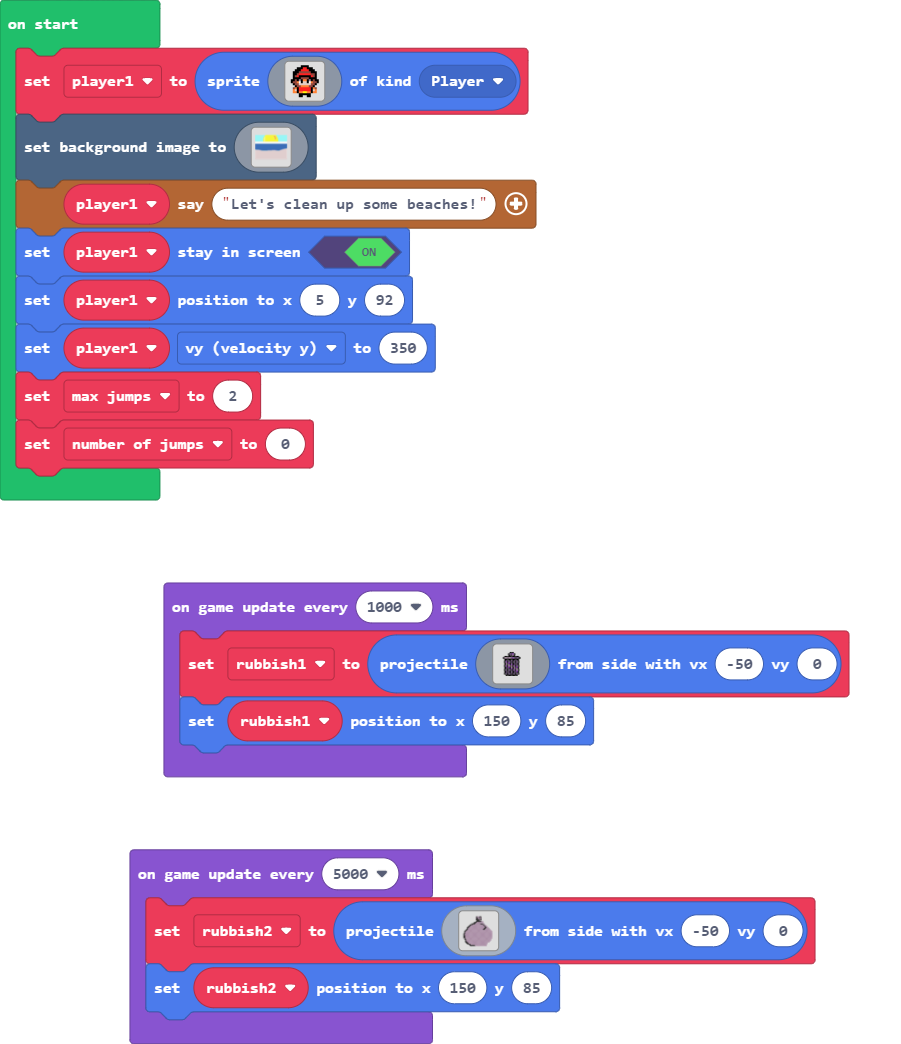 on start
set player1 to sprite of kind Player
set background image to
player1 say "Let's clean up some beaches!"
set player1 stay in screen ON
set player1 position to x 5 y 92
set player1 vy (velocity y) to 350
set max jumps to 2
set number of jumps to 0
on game update every 1000 ms
set rubbish1 to projectile from side with vx -50 vy 0
set rubbish1 position to x 150 y 85
on game update every 5000 ms
set rubbish2 to projectile from side with vx -50 vy 0
set rubbish2 position to x 150 y 85